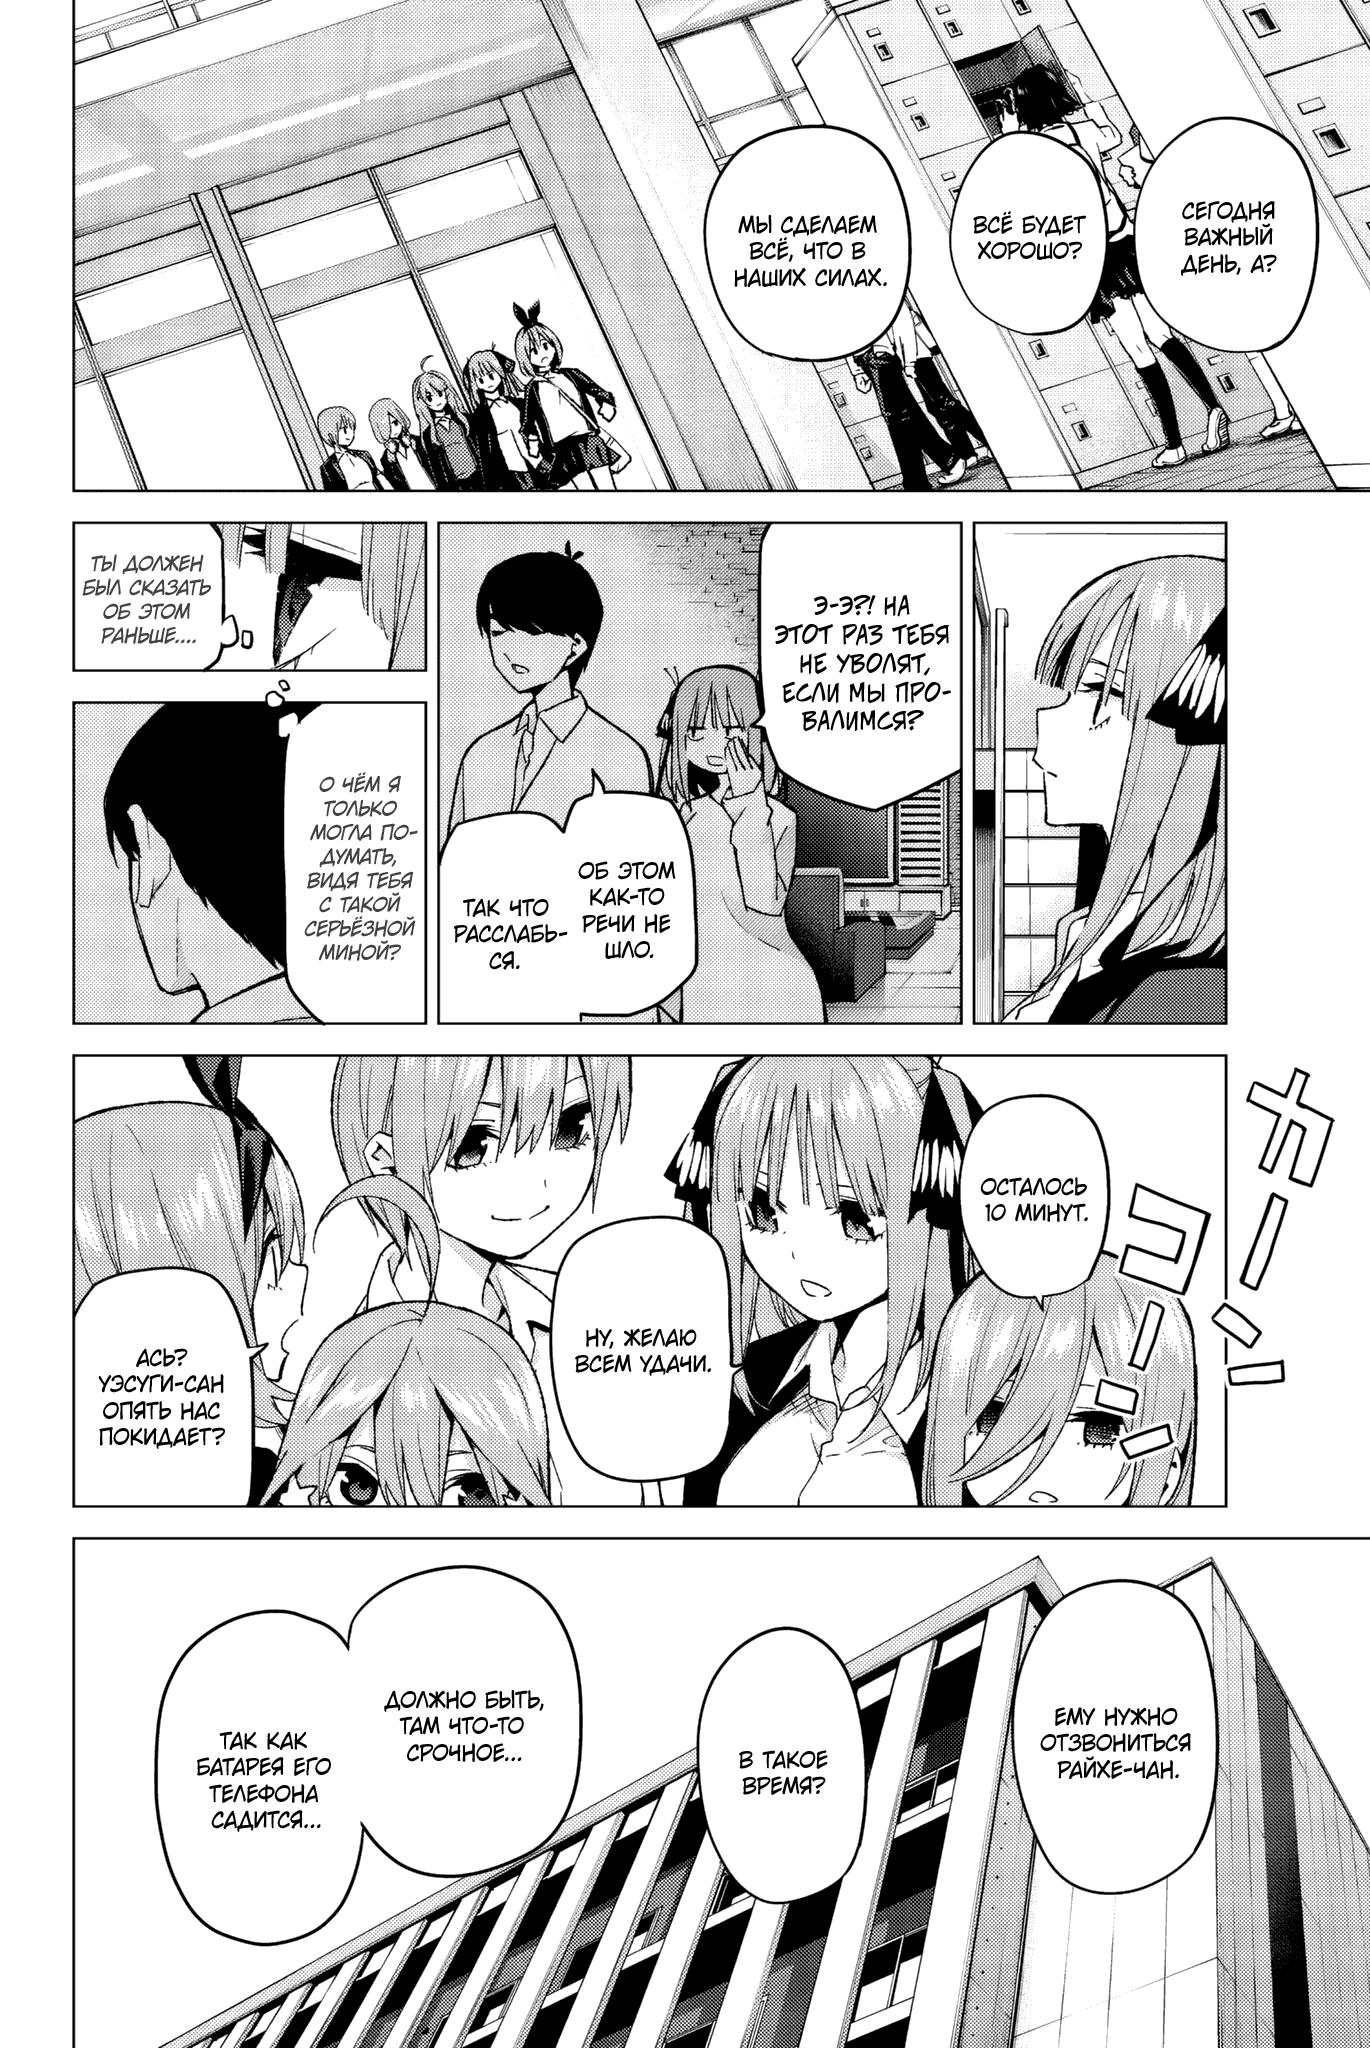 СЕГОДНЯ
ВАЖНЫЙ
ДЕНЬ, А?
ВСЁ БУДЕТ
ХОРОШО?
МЫ СДЕЛАЕМ
ВСЁ, ЧТО В
НАШИХ СИЛАХ.
Э-Э?! НА
ЭТОТ РАЗ ТЕБЯ
НЕ УВОЛЯТ,
ЕСЛИ МЫ ПРО-
ВАЛИМСЯ?
ОБ ЭТОМ
КАК-ТО
РЕЧИ НЕ
ШЛО.
ТАК ЧТО
РАССЛАБЬ-
СЯ.
ТЫ ДОЛЖЕН
БЫЛ СКАЗАТЬ
ОБ ЭТОМ
РАНЬШЕ....
О ЧЁМ Я
ТОЛЬКО
МОГЛА ПО-
ДУМАТЬ,
ВИДЯ ТЕБЯ
С ТАКОЙ
СЕРЬЁЗНОЙ
МИНОЙ?
カーン
コーン
ОСТАЛОСЬ
10 МИНУТ.
НУ, ЖЕЛАЮ
ВСЕМ УДАЧИ.
АСЬ?
УЭСУГИ-САН
ОПЯТЬ НАС
ПОКИДАЕТ?
ЕМУ НУЖНО
ОТЗВОНИТЬСЯ
РАЙХЕ-ЧАН.
В ТАКОЕ
ВРЕМЯ?
ДОЛЖНО БЫТЬ,
ТАМ ЧТО-ТО
СРОЧНОЕ...
ТАК КАК
БАТАРЕЯ ЕГО
ТЕЛЕФОНА
САДИТСЯ...